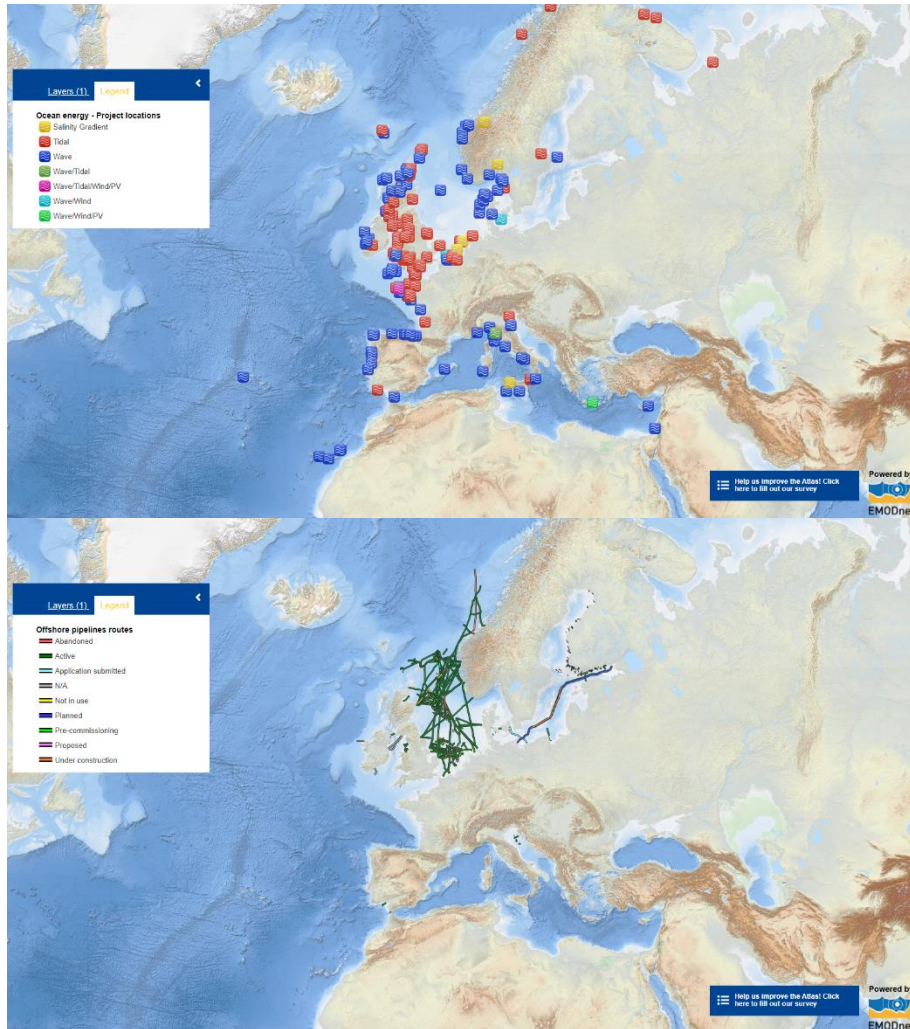 Layers (1) Legend
Ocean energy - Project locations
Salinity Gradient
Tidal
Wave
Wave/Tidal
Wave/Tidal/Wind/PV
Wave/Wind
Wave/Wind/PV
Help us improve the Atlas! Click
here to fill out our survey
Powered by
EMODne
Layers (1) Legend
Offshore pipelines routes
Abandoned
Active
Application submitted
N/A
Not in use
Planned
Pre-commissioning
Proposed
Under construction
Help us improve the Atlas! Click
here to fill out our survey
Powered by
EMODne